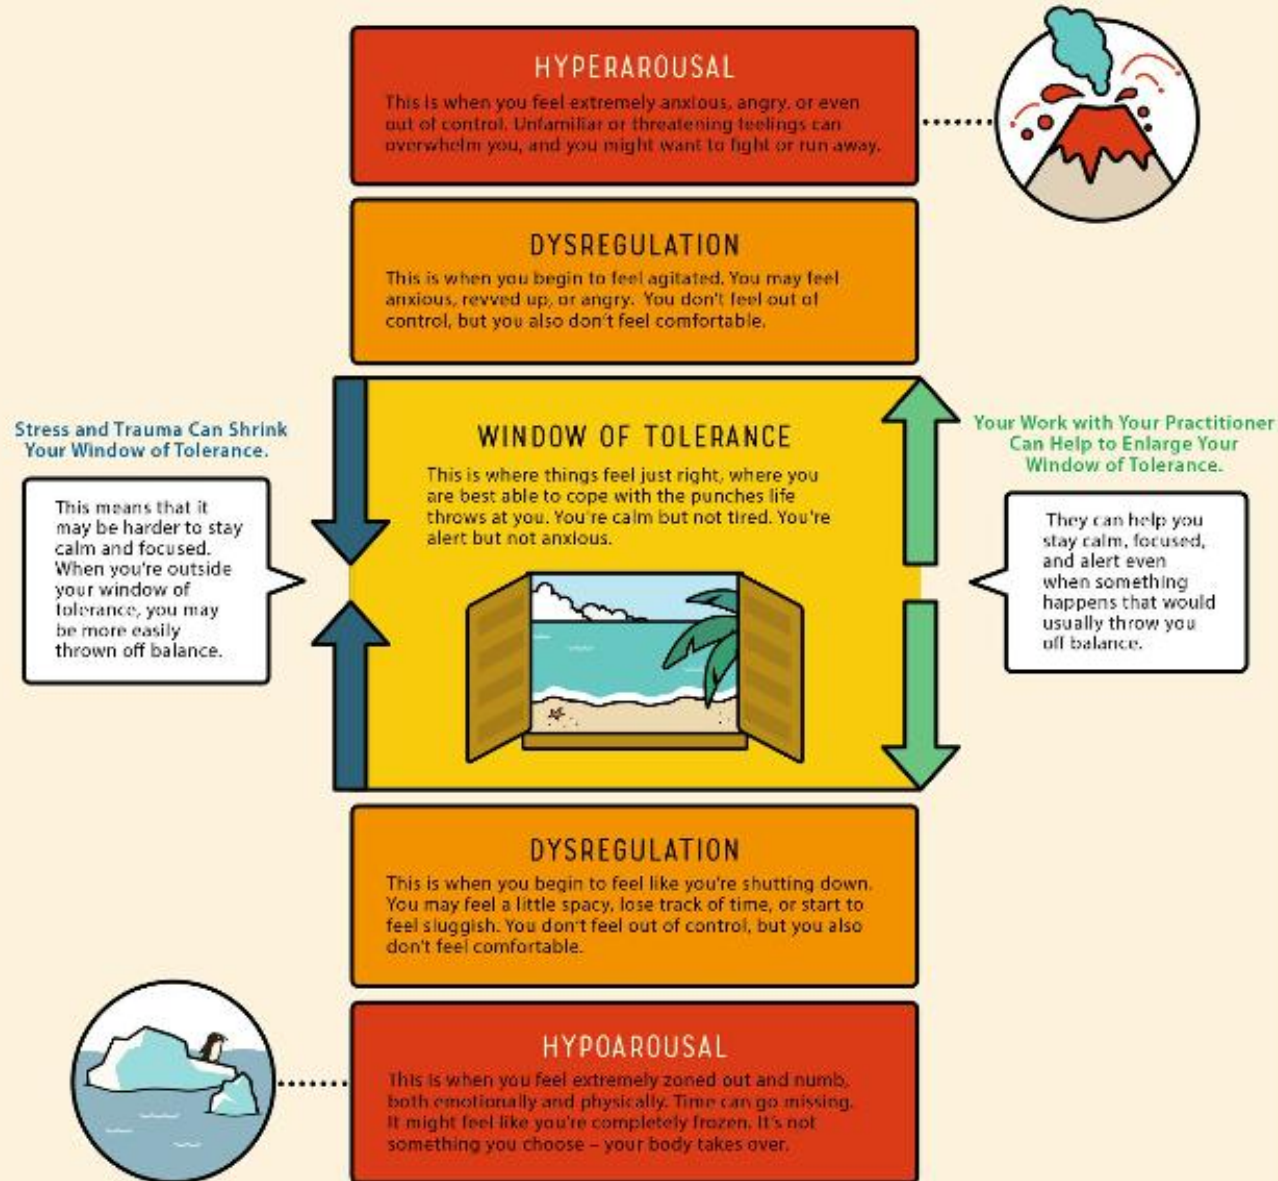 HYPERAROUSAL
This is when you feel extremely anxious, angry, or even
out of control. Unfamiliar or threatening feelings can
overwhelm you, and you might want to fight or run away.
DYSREGULATION
This is when you begin to feel agitated. You may feel
anxious, revved up, or angry. You don't feel out of
control, but you also don't feel comfortable.
Stress and Trauma Can Shrink
Your Window of Tolerance.
This means that it
may be harder to stay
calm and focused.
When you're outside
your window of
tolerance, you may
be more easily
thrown off balance.
WINDOW OF TOLERANCE
This is where things feel just right, where you
are best able to cope with the punches life
throws at you. You're calm but not tired. You're
alert but not anxious.
Your Work with Your Practitioner
Can Help to Enlarge Your
Window of Tolerance.
They can help you
stay calm, focused,
and alert even
when something
happens that would
usually throw you
off balance.
DYSREGULATION
This is when you begin to feel like you're shutting down.
You may feel a little spacy, lose track of time, or start to
feel sluggish. You don't feel out of control, but you also
don't feel comfortable.
HYPOAROUSAL
This is when you feel extremely zoned out and numb,
both emotionally and physically. Time can go missing.
It might feel like you're completely frozen. It's not
something you choose – your body takes over.